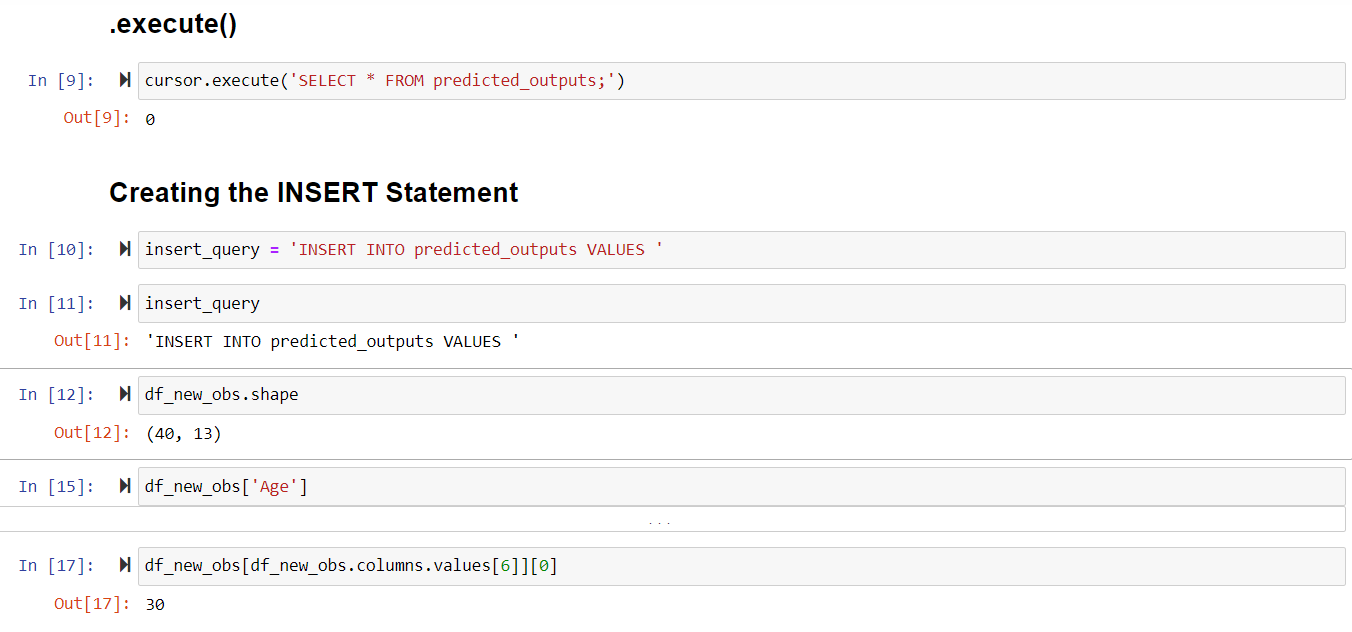 .execute()
In [9]: cursor.execute('SELECT * FROM predicted_outputs;')
Out[9]: 0
Creating the INSERT Statement
In [10]: insert_query = 'INSERT INTO predicted_outputs VALUES '
In [11]: insert_query
Out[11]: 'INSERT INTO predicted_outputs VALUES '
In [12]: df_new_obs.shape
Out[12]: (40, 13)
In [15]: df_new_obs['Age']
...
In [17]: df_new_obs[df_new_obs.columns.values[6]][0]
Out[17]: 30